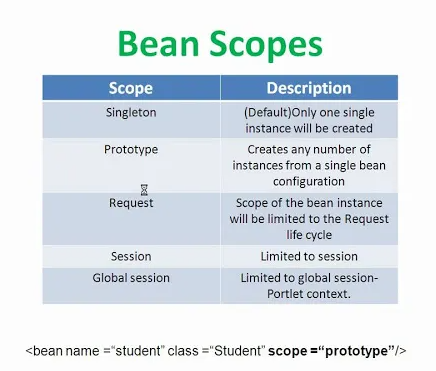 Bean Scopes
Scope Description
Singleton (Default)Only one single
instance will be created
Prototype Creates any number of
instances from a single bean
configuration
Request Scope of the bean instance
will be limited to the Request
life cycle
Session Limited to session
Global session Limited to global session-
Portlet context.
<bean name =“student” class =“Student” scope =“prototype”/>